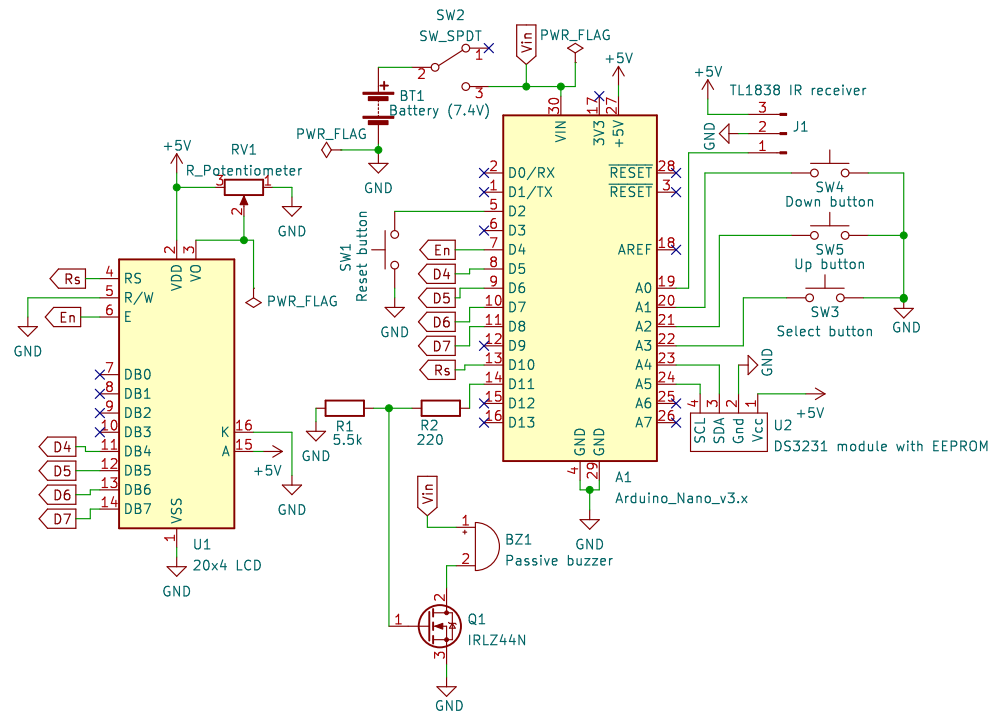 SW2
SW_SPDT
1
2
3
Vin
PWR_FLAG
+5V
BT1
Battery (7.4V)
+
PWR_FLAG
GND
+5V
TL1838 IR receiver
3
2
1
J1
GND
+5V
RV1
R_Potentiometer
3
1
2
GND
PWR_FLAG
2
3
VDD
VO
Rs
4
RS
5
R/W
En
6
E
GND
7
DB0
8
DB1
9
DB2
10
DB3
D4
11
DB4
D5
12
DB5
D6
13
DB6
D7
14
DB7
K
16
A
15
+5V
GND
VSS
1
U1
20x4 LCD
GND
SW1
Reset button
GND
30
17
27
VIN
3V3
+5V
2
D0/RX
1
D1/TX
5
D2
6
D3
En
7
D4
D4
8
D5
D5
9
D6
D6
10
D7
D7
11
D8
12
D9
Rs
13
D10
14
D11
15
D12
16
D13
RESET
28
RESET
3
AREF
18
A0
19
A1
20
A2
21
A3
22
A4
23
A5
24
A6
25
A7
26
GND
GND
4
29
A1
Arduino_Nano_v3.x
GND
SW4
Down button
SW5
Up button
SW3
Select button
GND
GND
+5V
4
3
2
1
SCL
SDA
Gnd
Vcc
U2
DS3231 module with EEPROM
R1
5.5k
GND
R2
220
Vin
1
+
2
BZ1
Passive buzzer
1
2
3
Q1
IRLZ44N
GND